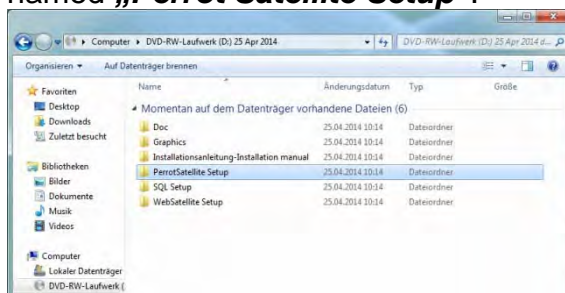 named „Perrot Satellite Setup"!
Computer ▸ DVD-RW-Laufwerk (D:) 25 Apr 2014
DVD-RW-Laufwerk (D:) 25 Apr 2014 d...
Organisieren Auf Datenträger brennen
Name Änderungsdatum Typ Größe
Favoriten
Desktop
Downloads
Zuletzt besucht
Bibliotheken
Bilder
Dokumente
Musik
Videos
Computer
Lokaler Datenträger
DVD-RW-Laufwerk (
Momentan auf dem Datenträger vorhandene Dateien (6)
Doc 25.04.2014 10:14 Dateiordner
Graphics 25.04.2014 10:14 Dateiordner
Installationsanleitung-Installation manual 25.04.2014 10:14 Dateiordner
PerrotSatellite Setup 25.04.2014 10:14 Dateiordner
SQL Setup 25.04.2014 10:14 Dateiordner
WebSatellite Setup 25.04.2014 10:14 Dateiordner